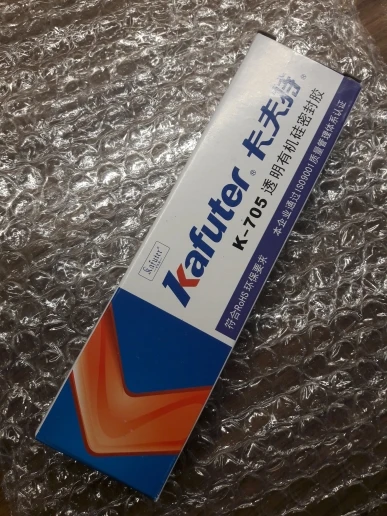 Kafuter® 卡夫特®
K-705 透明有机硅密封胶
Kafuter®
符合RoHS环保要求
本企业通过ISO9001质量管理体系认证